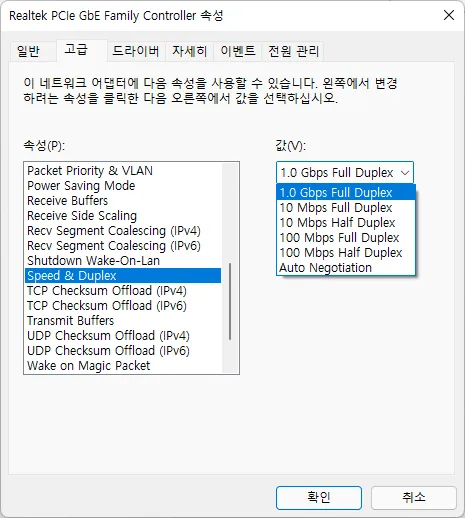 Realtek PCIe GbE Family Controller 속성
일반 고급 드라이버 자세히 이벤트 전원 관리
이 네트워크 어댑터에 다음 속성을 사용할 수 있습니다. 왼쪽에서 변경
하려는 속성을 클릭한 다음 오른쪽에서 값을 선택하십시오.
속성(P):
Packet Priority & VLAN
Power Saving Mode
Receive Buffers
Receive Side Scaling
Recv Segment Coalescing (IPv4)
Recv Segment Coalescing (IPv6)
Shutdown Wake-On-Lan
Speed & Duplex
TCP Checksum Offload (IPv4)
TCP Checksum Offload (IPv6)
Transmit Buffers
UDP Checksum Offload (IPv4)
UDP Checksum Offload (IPv6)
Wake on Magic Packet
값(V):
1.0 Gbps Full Duplex
1.0 Gbps Full Duplex
10 Mbps Full Duplex
10 Mbps Half Duplex
100 Mbps Full Duplex
100 Mbps Half Duplex
Auto Negotiation
확인 취소